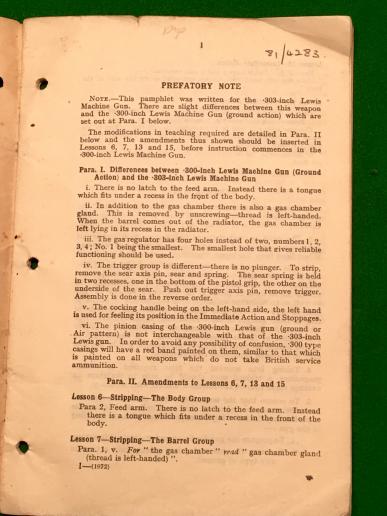 1
81/4283.
PREFATORY NOTE
NOTE.—This pamphlet was written for the ·303-inch Lewis
Machine Gun. There are slight differences between this weapon
and the ·300-inch Lewis Machine Gun (ground action) which are
set out at Para. I below.
The modifications in teaching required are detailed in Para. II
below and the amendments thus shown should be inserted in
Lessons 6, 7, 13 and 15, before instruction commences in the
·300-inch Lewis Machine Gun.
Para. I. Differences between ·300-inch Lewis Machine Gun (Ground
Action) and the ·303-inch Lewis Machine Gun
i. There is no latch to the feed arm. Instead there is a tongue
which fits under a recess in the front of the body.
ii. In addition to the gas chamber there is also a gas chamber
gland. This is removed by unscrewing—thread is left-handed.
When the barrel comes out of the radiator, the gas chamber is
left lying in its recess in the radiator.
iii. The gas regulator has four holes instead of two, numbers 1, 2,
3, 4; No. 1 being the smallest. The smallest hole that gives reliable
functioning should be used.
iv. The trigger group is different—there is no plunger. To strip,
remove the sear axis pin, sear and spring. The sear spring is held
in two recesses, one in the bottom of the pistol grip, the other on the
underside of the sear. Push out trigger axis pin, remove trigger.
Assembly is done in the reverse order.
v. The cocking handle being on the left-hand side, the left hand
is used for feeling its position in the Immediate Action and Stoppages.
vi. The pinion casing of the ·300-inch Lewis gun (ground or
Air pattern) is not interchangeable with that of the ·303-inch
Lewis gun. In order to avoid any possibility of confusion, ·300 type
casings will have a red band painted on them, similar to that which
is painted on all weapons which do not take British service
ammunition.
Para. II. Amendments to Lessons 6, 7, 13 and 15
Lesson 6—Stripping—The Body Group
Para 2, Feed arm. There is no latch to the feed arm. Instead
there is a tongue which fits under a recess in the front of the
body.
Lesson 7—Stripping—The Barrel Group
Para. 1, v. For " the gas chamber " read " gas chamber gland
(thread is left-handed) ".
1—(1072)